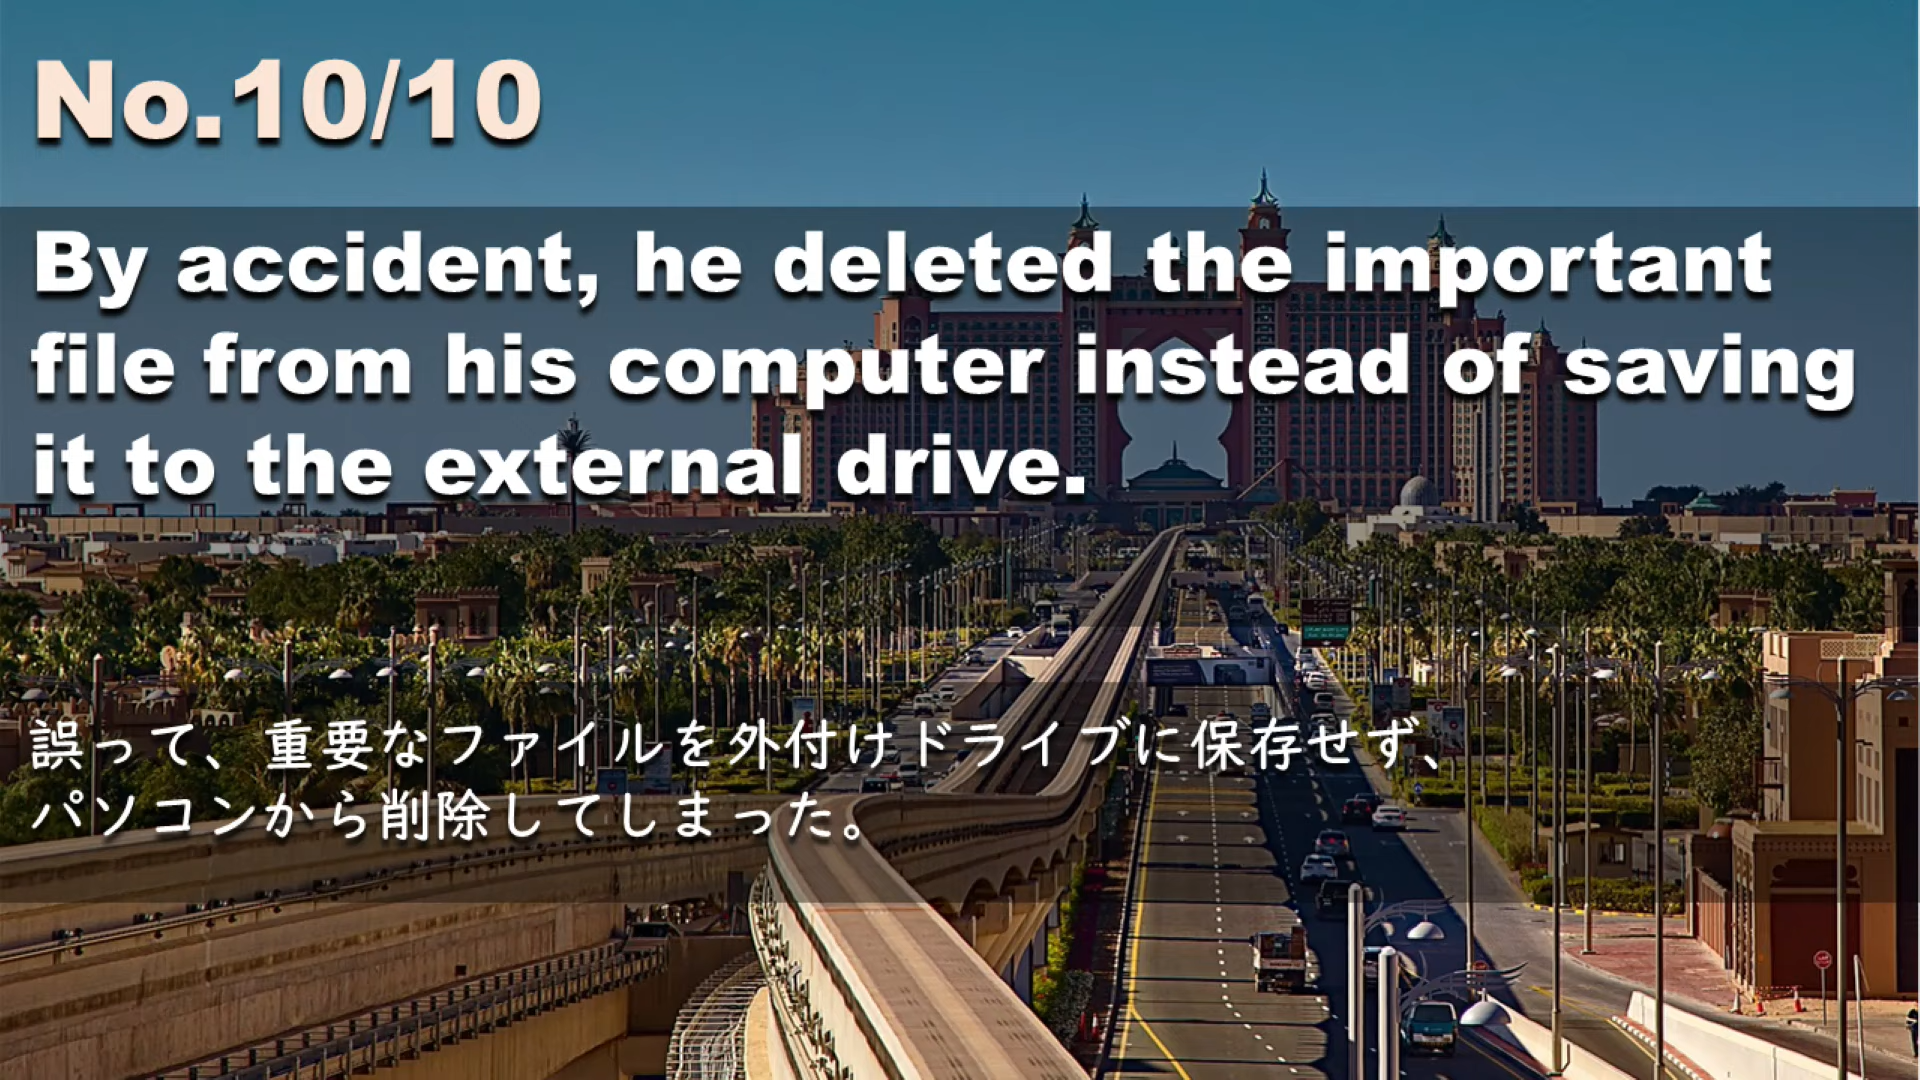 No.10/10
By accident, he deleted the important
file from his computer instead of saving
it to the external drive.
誤って、重要なファイルを外付けドライブに保存せず、
パソコンから削除してしまった。